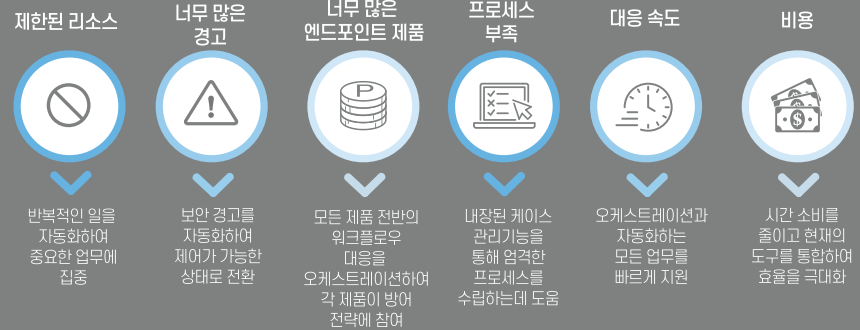 제한된 리소스
너무 많은
경고
너무 많은
엔드포인트 제품
프로세스
부족
대응 속도
비용
P
$
반복적인 일을
자동화하여
중요한 업무에
집중
보안 경고를
자동화하여
제어가 가능한
상태로 전환
모든 제품 전반의
워크플로우
대응을
오케스트레이션하여
각 제품이 방어
전략에 참여
내장된 케이스
관리기능을
통해 엄격한
프로세스를
수립하는데 도움
오케스트레이션과
자동화하는
모든 업무를
빠르게 지원
시간 소비를
줄이고 현재의
도구를 통합하여
효율을 극대화